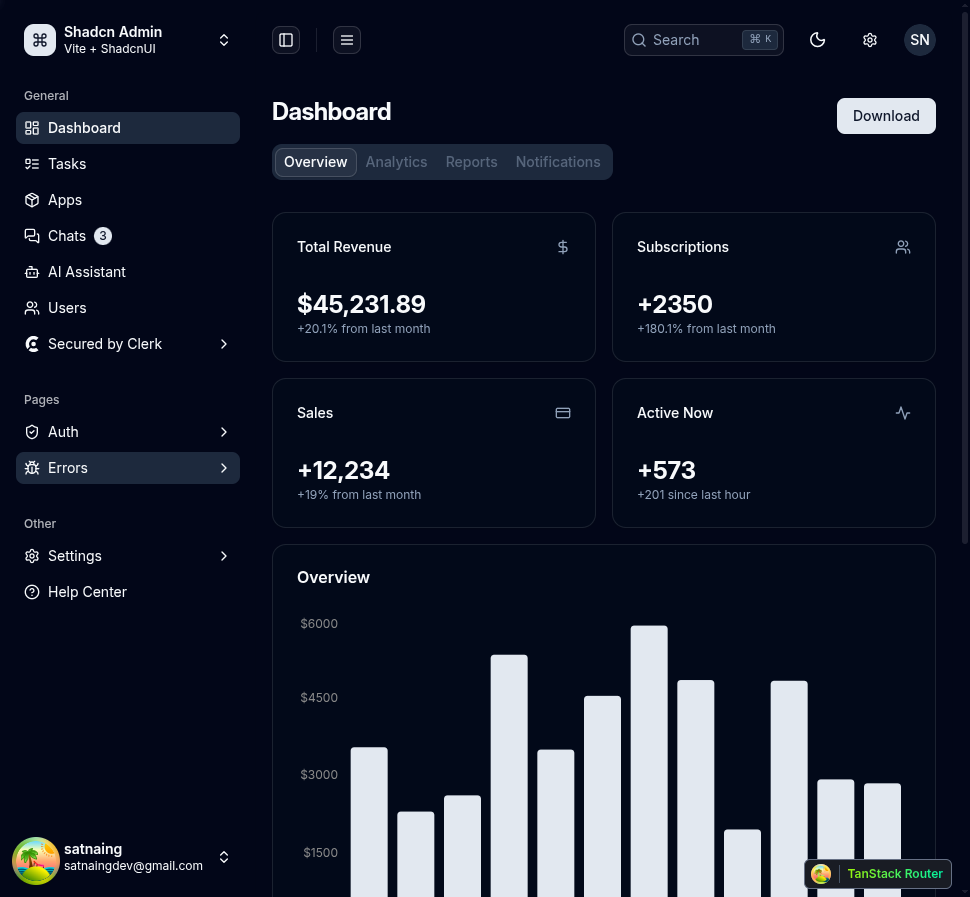 Shadcn Admin
Vite + ShadcnUI
Search
⌘ K
SN
General
Dashboard
Tasks
Apps
Chats 3
AI Assistant
Users
Secured by Clerk
Pages
Auth
Errors
Other
Settings
Help Center
satnaing
satnaingdev@gmail.com
Dashboard
Download
Overview Analytics Reports Notifications
Total Revenue
$45,231.89
+20.1% from last month
Subscriptions
+2350
+180.1% from last month
Sales
+12,234
+19% from last month
Active Now
+573
+201 since last hour
Overview
$6000
$4500
$3000
$1500
TanStack Router